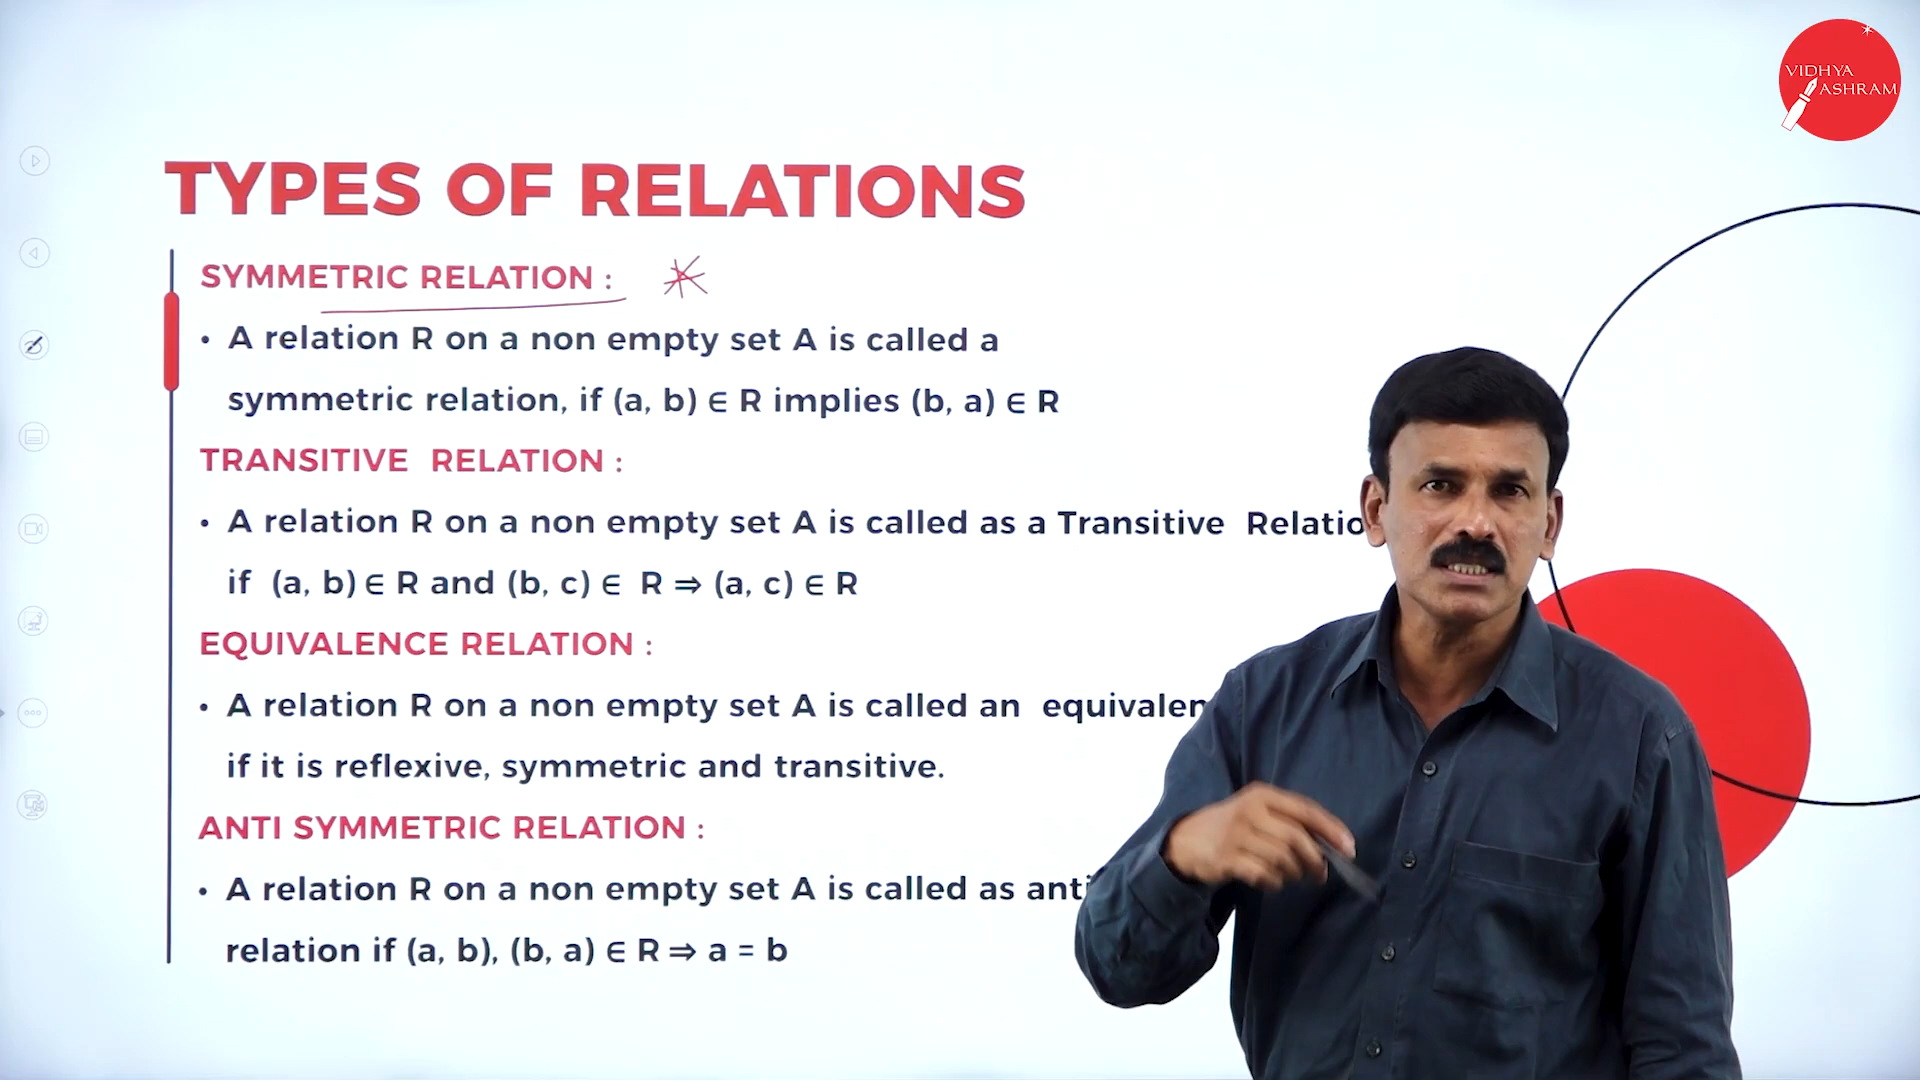 VIDHYA
ASHRAM
TYPES OF RELATIONS
SYMMETRIC RELATION :
• A relation R on a non empty set A is called a
symmetric relation, if (a, b) ∈ R implies (b, a) ∈ R
TRANSITIVE RELATION :
• A relation R on a non empty set A is called as a Transitive Relatio
if (a, b) ∈ R and (b, c) ∈ R ⇒ (a, c) ∈ R
EQUIVALENCE RELATION :
• A relation R on a non empty set A is called an equivalen
if it is reflexive, symmetric and transitive.
ANTI SYMMETRIC RELATION :
• A relation R on a non empty set A is called as anti
relation if (a, b), (b, a) ∈ R ⇒ a = b